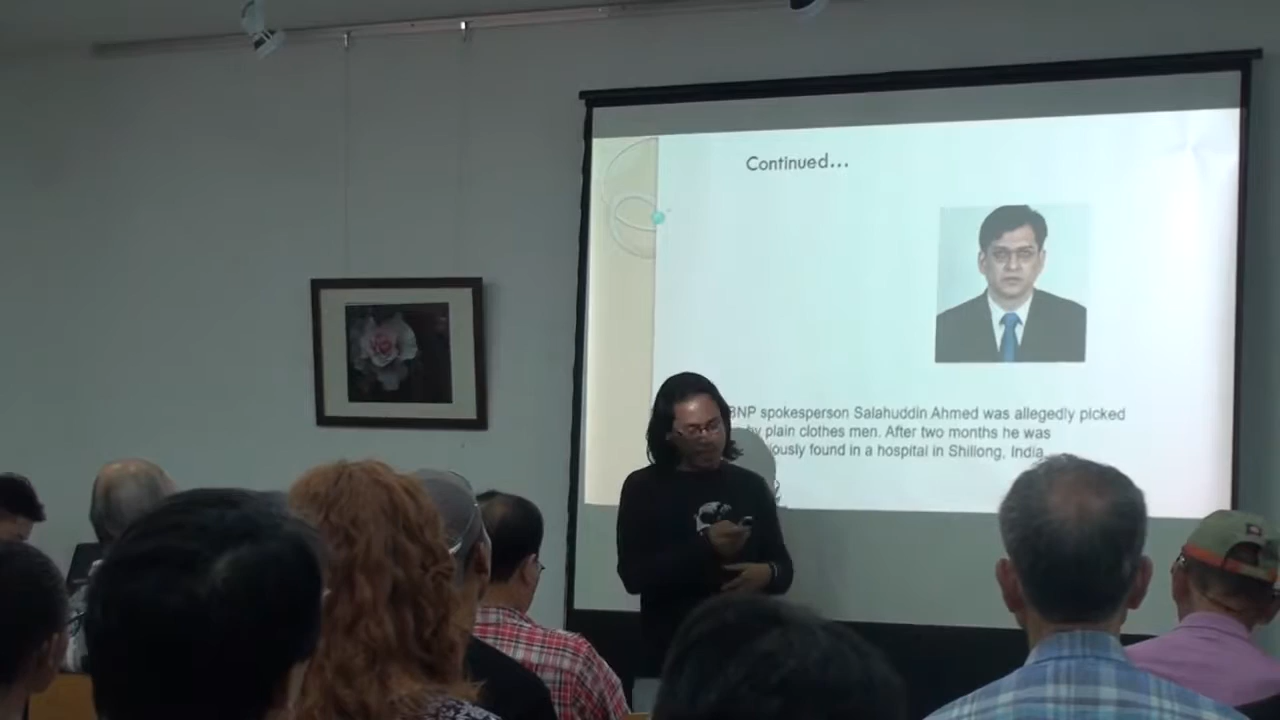 Continued...
BNP spokesperson Salahuddin Ahmed was allegedly picked
by plain clothes men. After two months he was
found in a hospital in Shillong, India